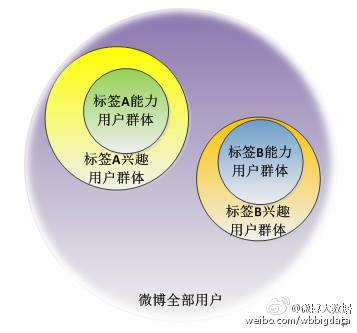 标签A能力
用户群体
标签A兴趣
用户群体
标签B能力
用户群体
标签B兴趣
用户群体
微博全部用户
weibo.com/wbbigdata